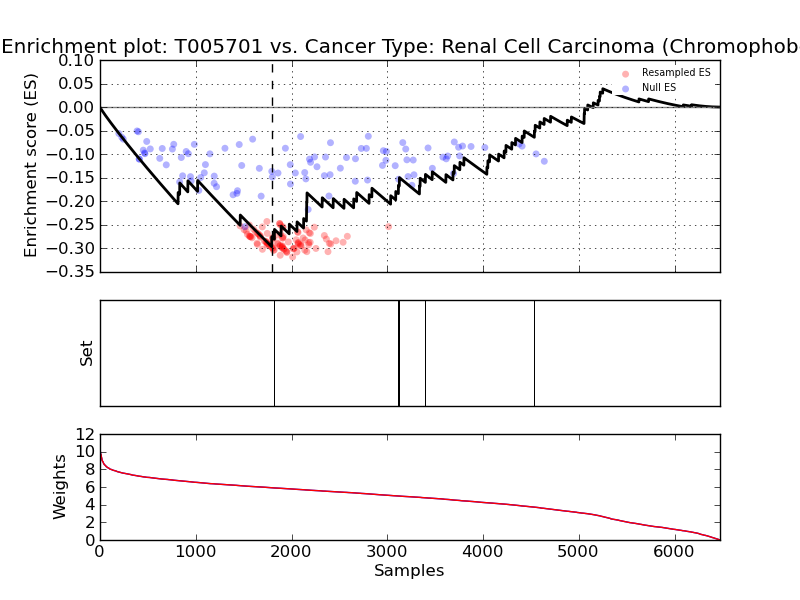 Enrichment plot: T005701 vs. Cancer Type: Renal Cell Carcinoma (Chromophob
0.10
0.05
0.00
−0.05
−0.10
−0.15
−0.20
−0.25
−0.30
−0.35
Enrichment score (ES)
Resampled ES
Null ES
Set
12
10
8
6
4
2
0
Weights
0 1000 2000 3000 4000 5000 6000
Samples